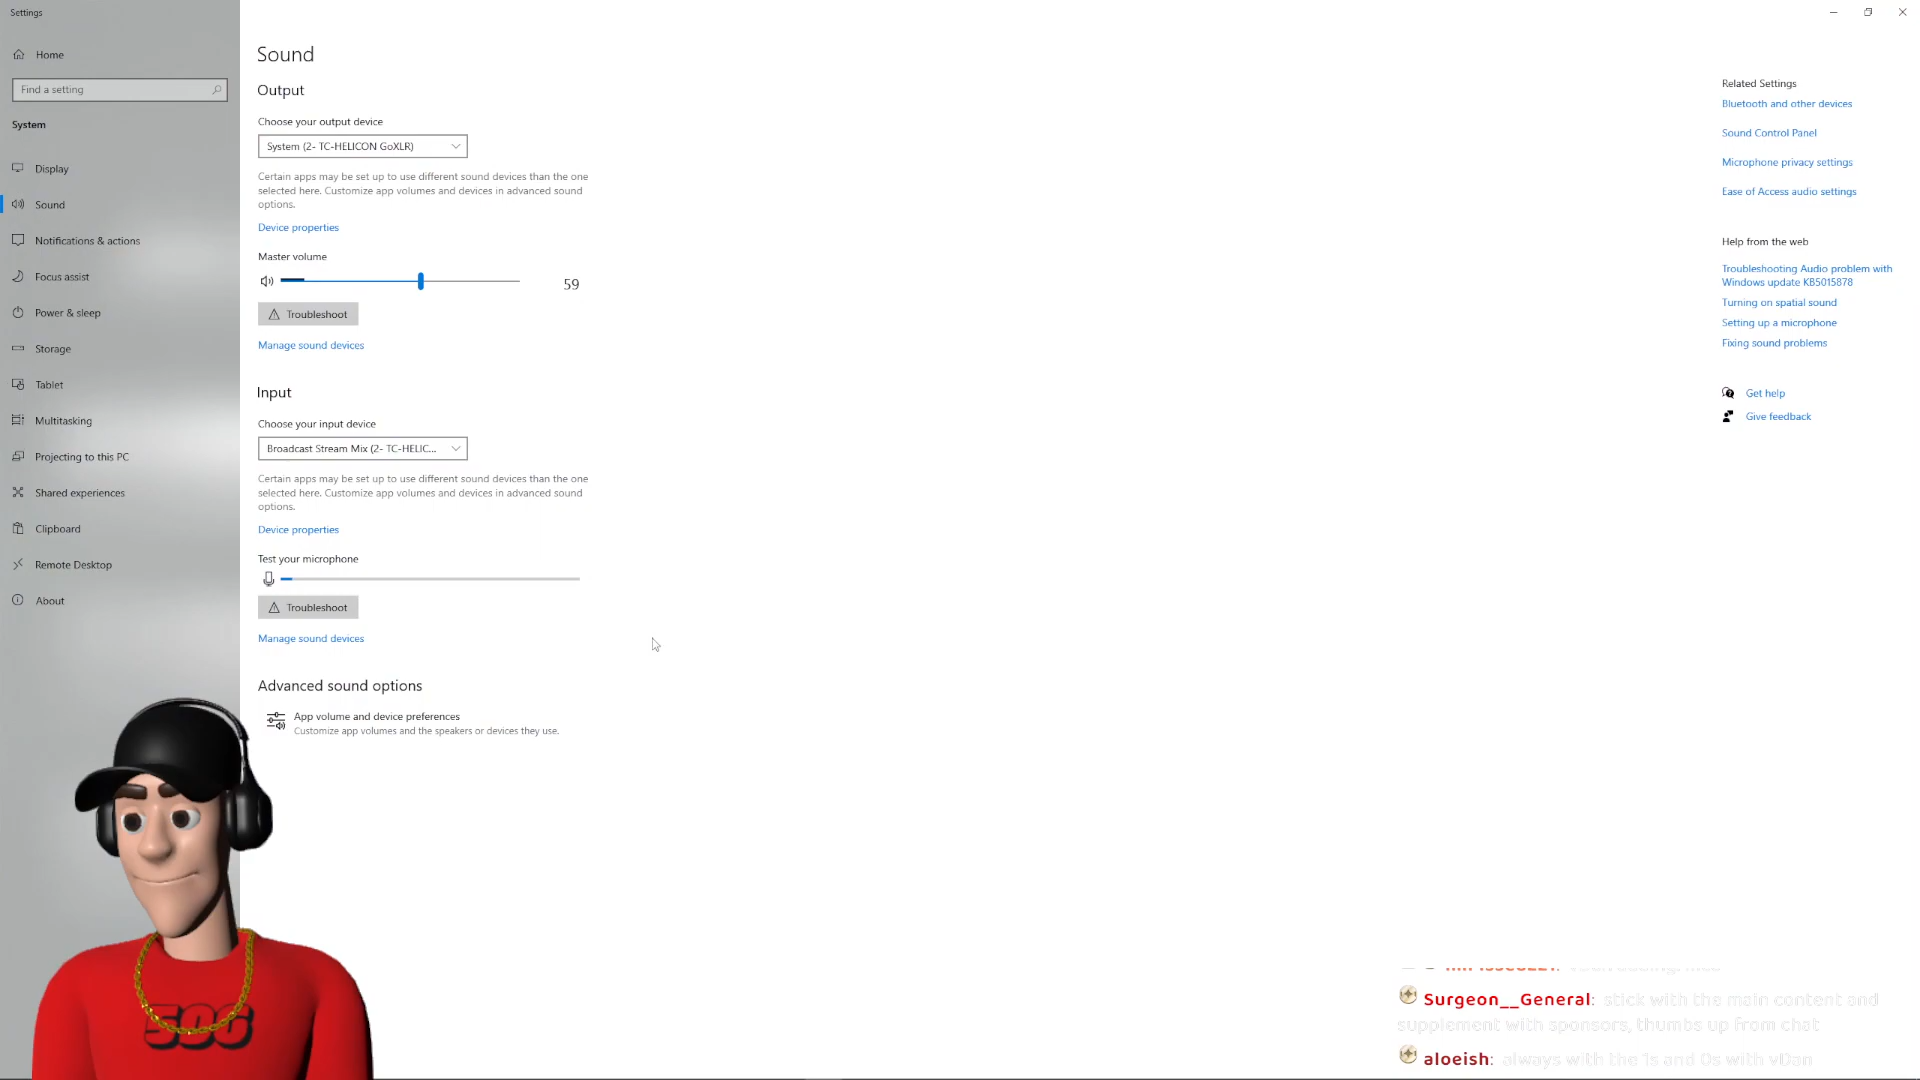 Settings
Home
Find a setting
System
Display
Sound
Notifications & actions
Focus assist
Power & sleep
Storage
Tablet
Multitasking
Projecting to this PC
Shared experiences
Clipboard
Remote Desktop
About
Sound
Output
Choose your output device
System (2- TC-HELICON GoXLR)
Certain apps may be set up to use different sound devices than the one
selected here. Customize app volumes and devices in advanced sound
options.
Device properties
Master volume
59
Troubleshoot
Manage sound devices
Input
Choose your input device
Broadcast Stream Mix (2- TC-HELIC...
Certain apps may be set up to use different sound devices than the one
selected here. Customize app volumes and devices in advanced sound
options.
Device properties
Test your microphone
Troubleshoot
Manage sound devices
Advanced sound options
App volume and device preferences
Customize app volumes and the speakers or devices they use.
Related Settings
Bluetooth and other devices
Sound Control Panel
Microphone privacy settings
Ease of Access audio settings
Help from the web
Troubleshooting Audio problem with
Windows update KB5015878
Turning on spatial sound
Setting up a microphone
Fixing sound problems
Get help
Give feedback
SOG
Surgeon__General: stick with the main content and
supplement with sponsors, thumbs up from chat
aloeish: always with the 1s and 0s with vDan